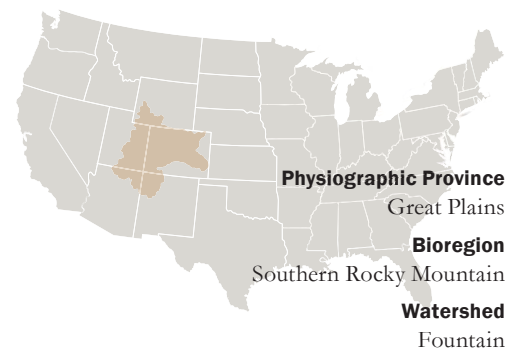 Physiographic Province
Great Plains
Bioregion
Southern Rocky Mountain
Watershed
Fountain